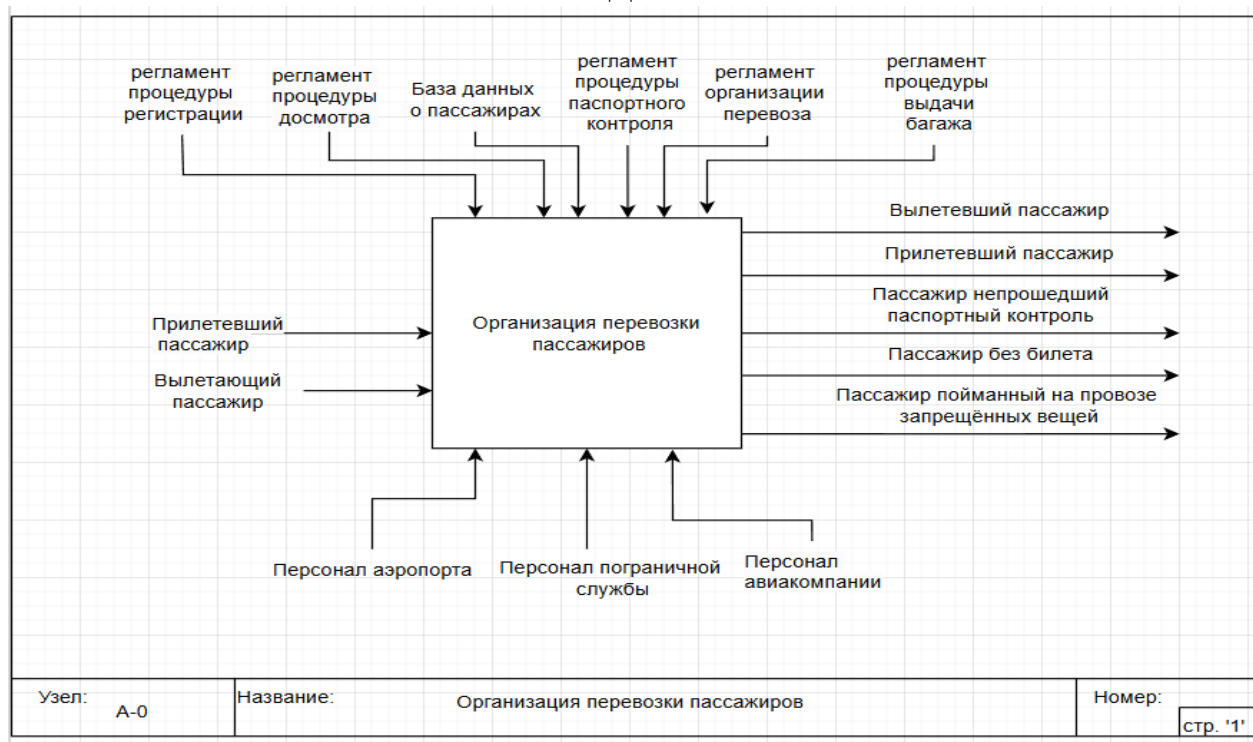 регламент
процедуры
регистрации
регламент
процедуры
досмотра
База данных
о пассажирах
регламент
процедуры
паспортного
контроля
регламент
организации
перевоза
регламент
процедуры
выдачи
багажа
Вылетевший пассажир
Прилетевший пассажир
Пассажир непрошедший
паспортный контроль
Пассажир без билета
Пассажир пойманный на провозе
запрещённых вещей
Прилетевший
пассажир
Вылетающий
пассажир
Организация перевозки
пассажиров
Персонал аэропорта
Персонал пограничной
службы
Персонал
авиакомпании
Узел:
А-0
Название:
Организация перевозки пассажиров
Номер:
стр. '1'